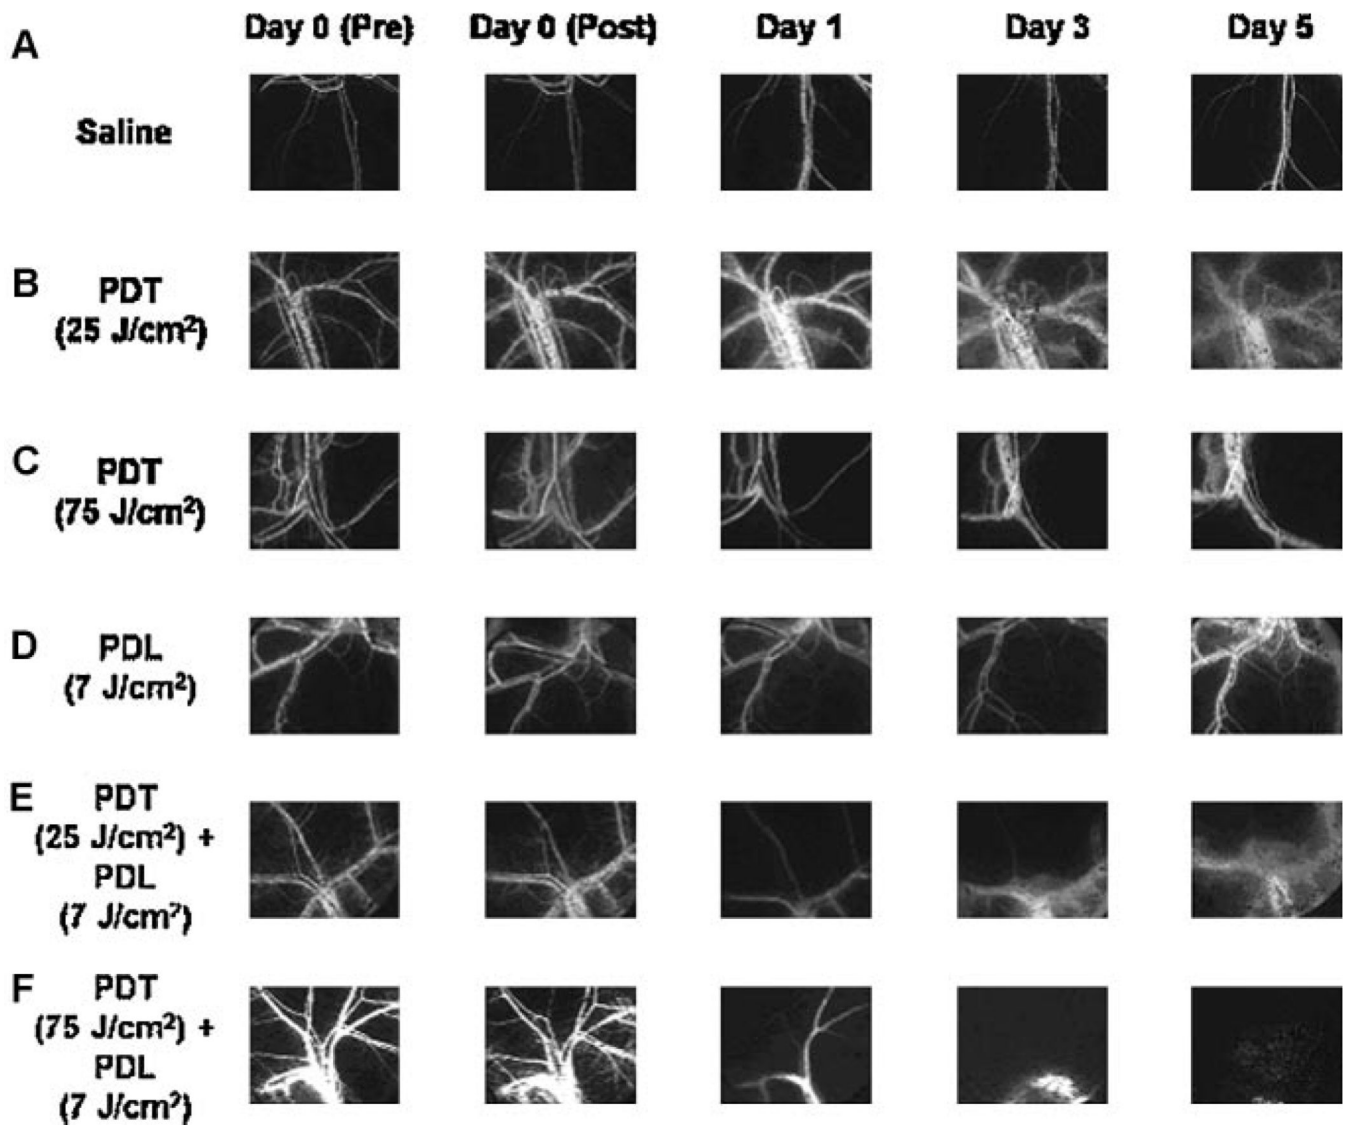 A
Day 0 (Pre)
Day 0 (Post)
Day 1
Day 3
Day 5
Saline
B
PDT
(25 J/cm²)
C
PDT
(75 J/cm²)
D
PDL
(7 J/cm²)
E
PDT
(25 J/cm²) +
PDL
(7 J/cm²)
F
PDT
(75 J/cm²) +
PDL
(7 J/cm²)